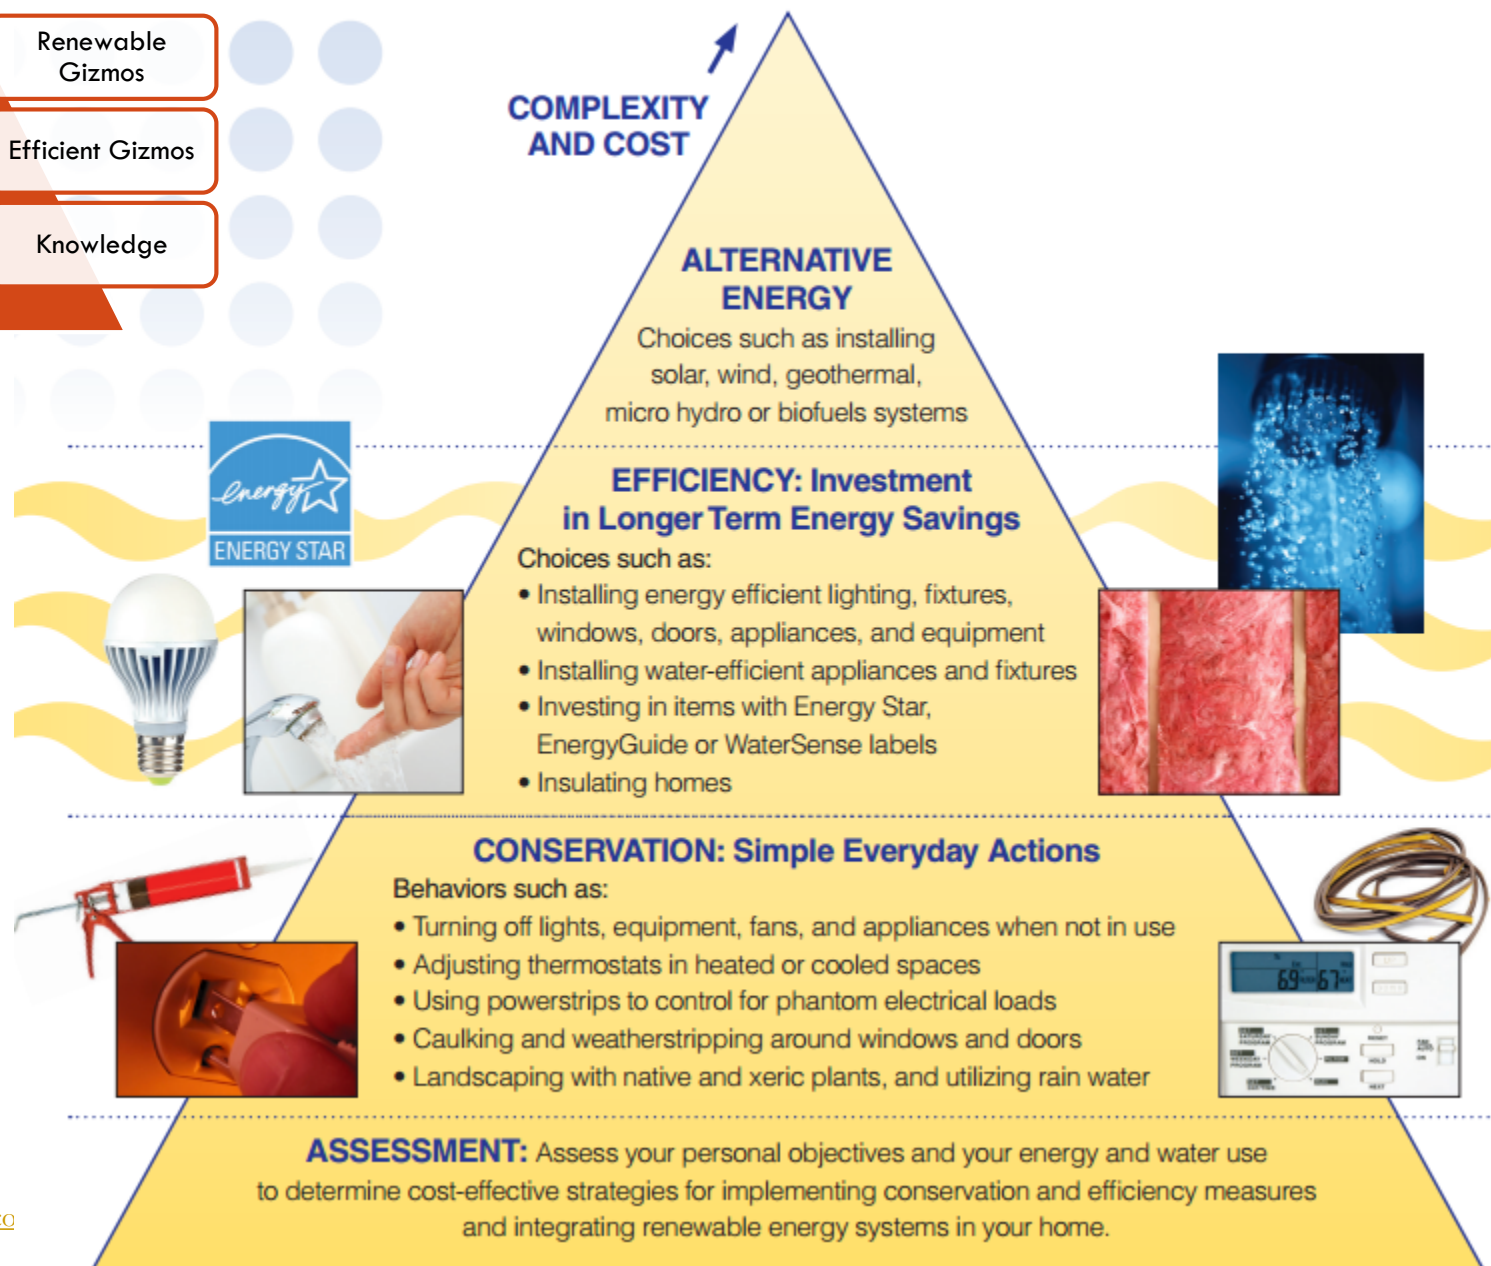 Renewable
Gizmos
Efficient Gizmos
Knowledge
COMPLEXITY
AND COST
ALTERNATIVE
ENERGY
Choices such as installing
solar, wind, geothermal,
micro hydro or biofuels systems
energy
ENERGY STAR
EFFICIENCY: Investment
in Longer Term Energy Savings
Choices such as:
• Installing energy efficient lighting, fixtures,
windows, doors, appliances, and equipment
• Installing water-efficient appliances and fixtures
• Investing in items with Energy Star,
EnergyGuide or WaterSense labels
• Insulating homes
CONSERVATION: Simple Everyday Actions
Behaviors such as:
• Turning off lights, equipment, fans, and appliances when not in use
• Adjusting thermostats in heated or cooled spaces
• Using powerstrips to control for phantom electrical loads
• Caulking and weatherstripping around windows and doors
• Landscaping with native and xeric plants, and utilizing rain water
69 67
HOLD
ASSESSMENT: Assess your personal objectives and your energy and water use
to determine cost-effective strategies for implementing conservation and efficiency measures
and integrating renewable energy systems in your home.